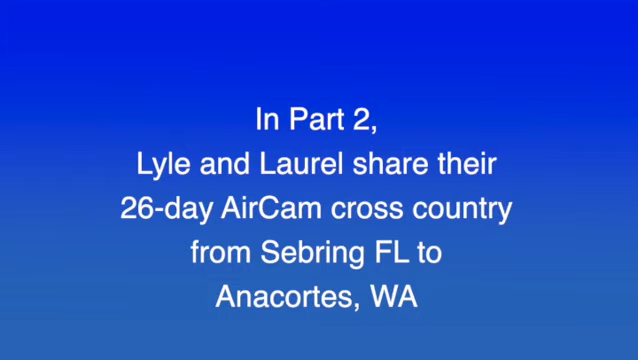 In Part 2,
Lyle and Laurel share their
26-day AirCam cross country
from Sebring FL to
Anacortes, WA